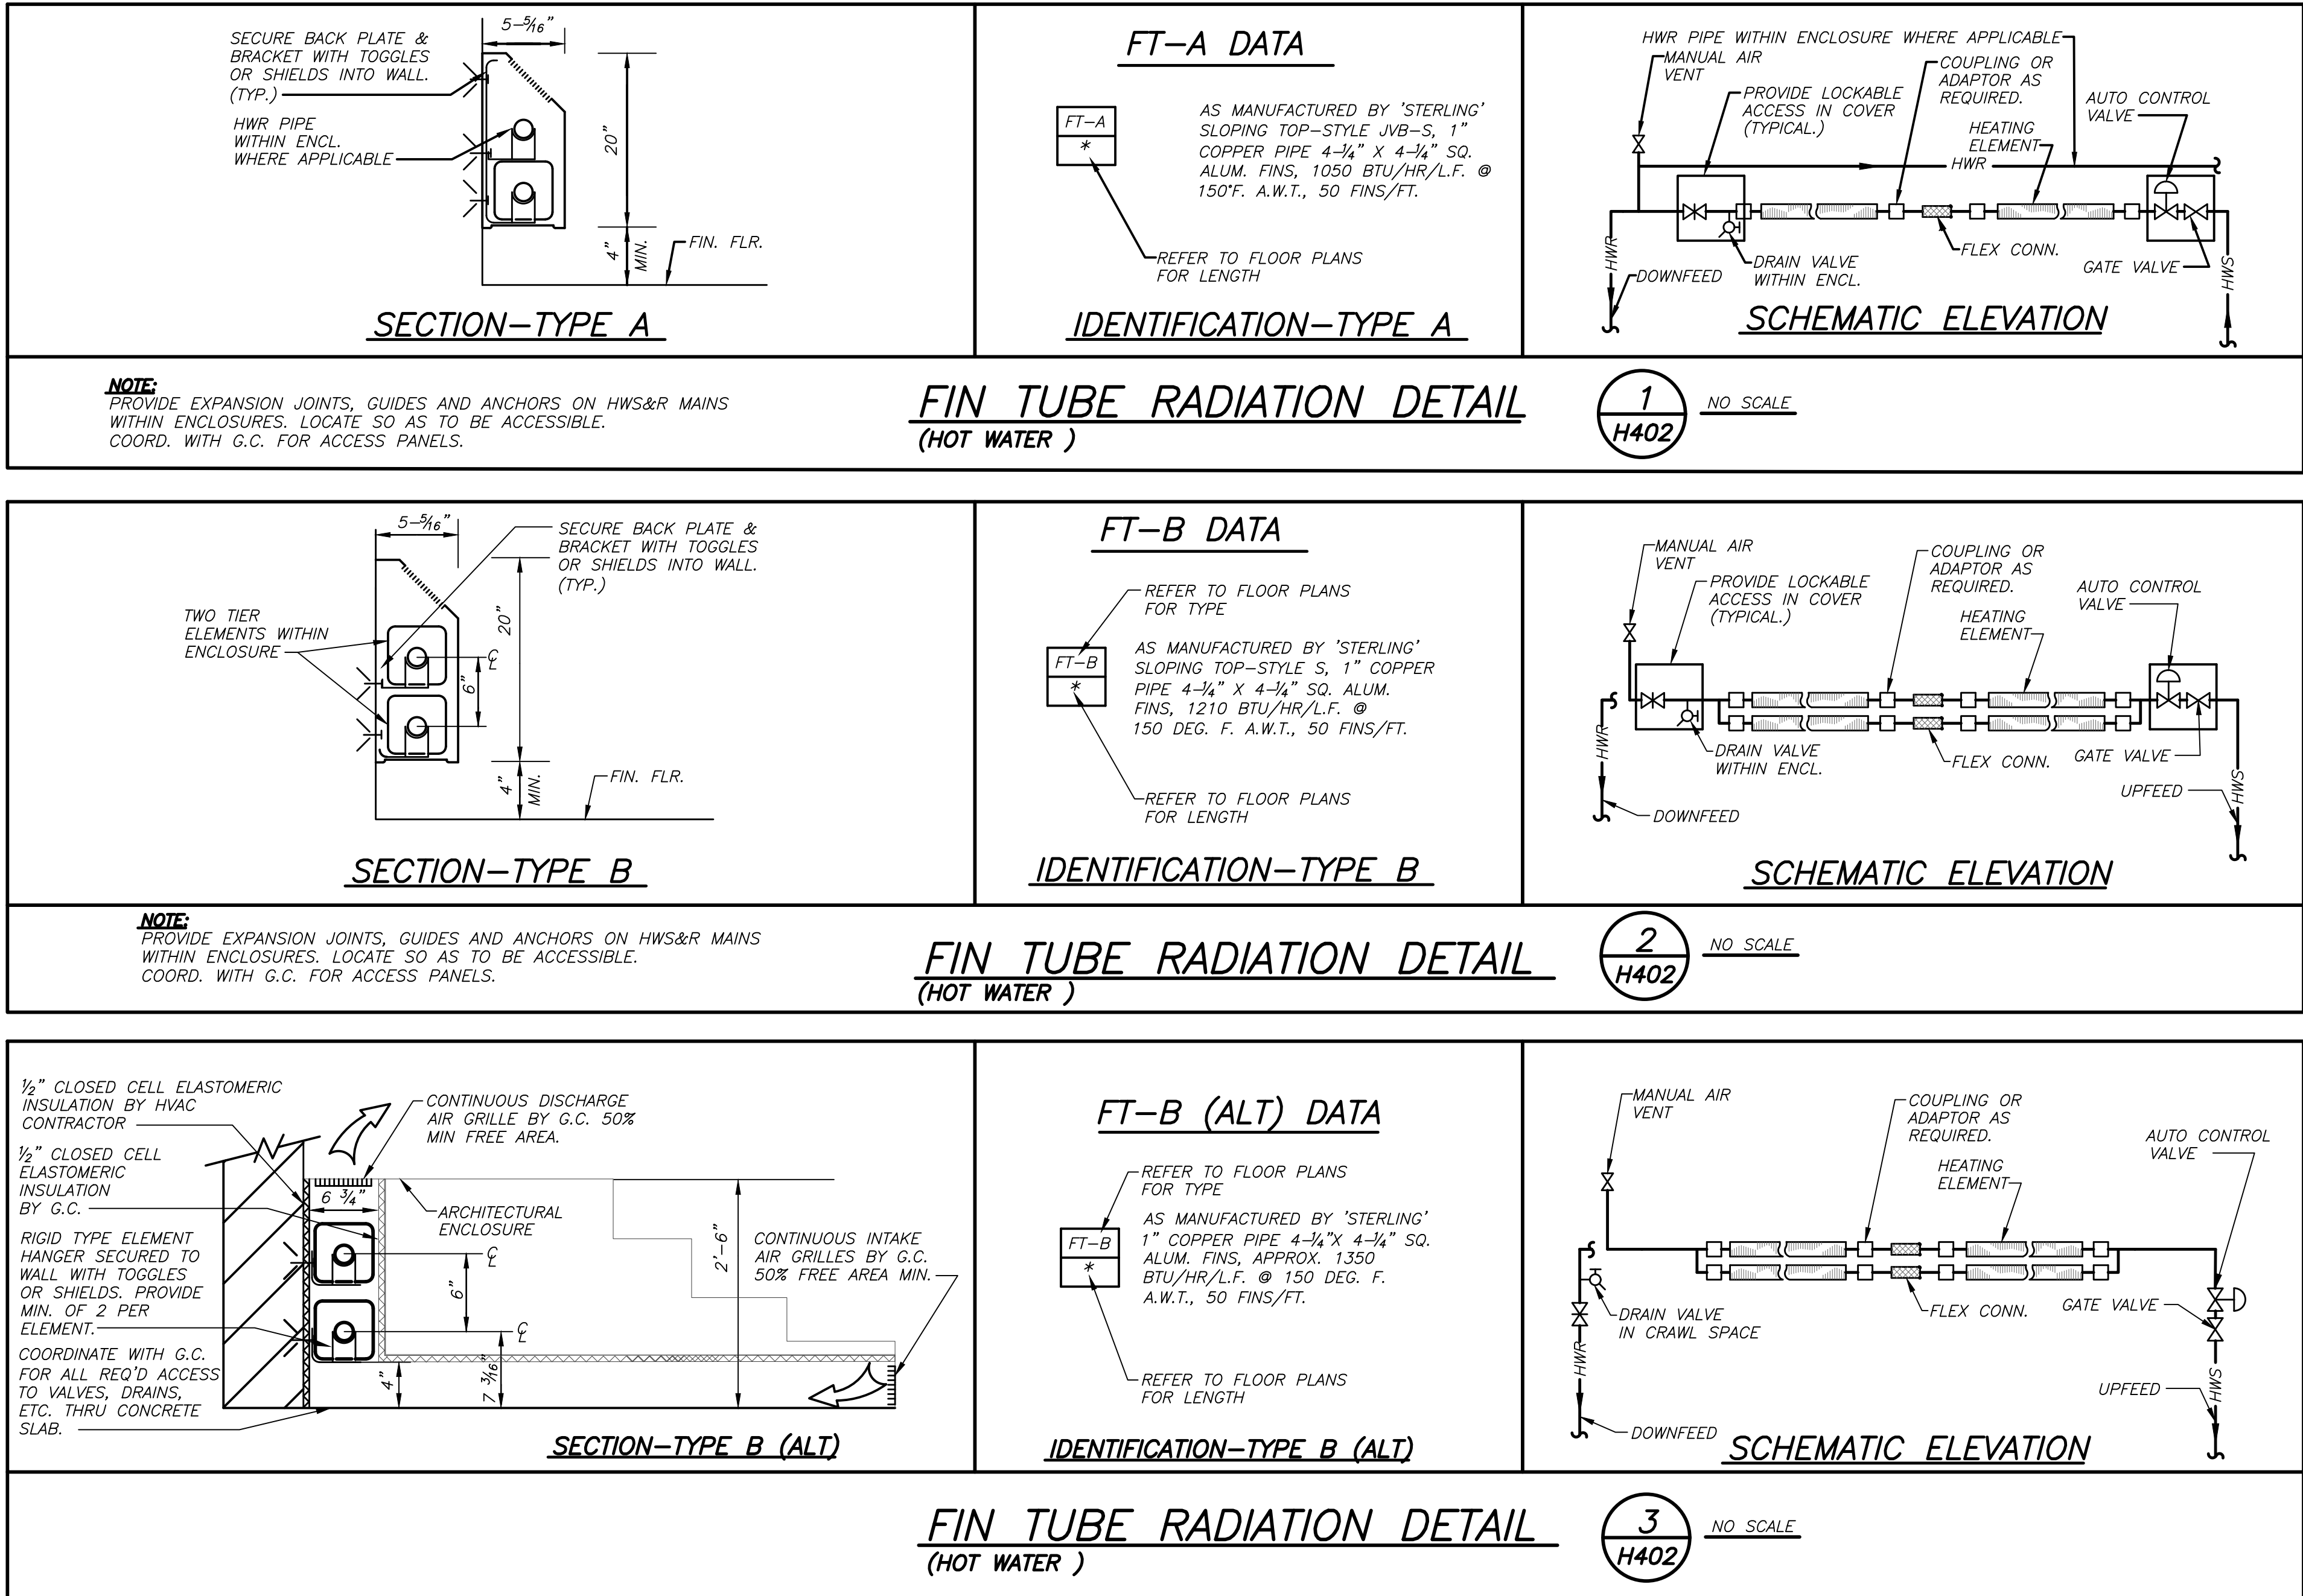 5-5/16"
SECURE BACK PLATE &
BRACKET WITH TOGGLES
OR SHIELDS INTO WALL.
(TYP.)
HWR PIPE
WITHIN ENCL.
WHERE APPLICABLE
20"
4"
MIN.
FIN. FLR.
SECTION-TYPE A
FT-A DATA
FT-A
*
AS MANUFACTURED BY 'STERLING'
SLOPING TOP-STYLE JVB-S, 1"
COPPER PIPE 4-1/4" X 4-1/4" SQ.
ALUM. FINS, 1050 BTU/HR/L.F. @
150°F. A.W.T., 50 FINS/FT.
REFER TO FLOOR PLANS
FOR LENGTH
IDENTIFICATION-TYPE A
HWR PIPE WITHIN ENCLOSURE WHERE APPLICABLE
MANUAL AIR
VENT
COUPLING OR
ADAPTOR AS
REQUIRED.
PROVIDE LOCKABLE
ACCESS IN COVER
(TYPICAL.)
AUTO CONTROL
VALVE
HEATING
ELEMENT
HWR
HWR
DOWNFEED
DRAIN VALVE
WITHIN ENCL.
FLEX CONN.
GATE VALVE
HWS
SCHEMATIC ELEVATION
NOTE:
PROVIDE EXPANSION JOINTS, GUIDES AND ANCHORS ON HWS&R MAINS
WITHIN ENCLOSURES. LOCATE SO AS TO BE ACCESSIBLE.
COORD. WITH G.C. FOR ACCESS PANELS.
FIN TUBE RADIATION DETAIL
(HOT WATER )
1
H402
NO SCALE
5-5/16"
SECURE BACK PLATE &
BRACKET WITH TOGGLES
OR SHIELDS INTO WALL.
(TYP.)
TWO TIER
ELEMENTS WITHIN
ENCLOSURE
20"
CL
6"
4"
MIN.
FIN. FLR.
SECTION-TYPE B
FT-B DATA
REFER TO FLOOR PLANS
FOR TYPE
FT-B
*
AS MANUFACTURED BY 'STERLING'
SLOPING TOP-STYLE S, 1" COPPER
PIPE 4-1/4" X 4-1/4" SQ. ALUM.
FINS, 1210 BTU/HR/L.F. @
150 DEG. F. A.W.T., 50 FINS/FT.
REFER TO FLOOR PLANS
FOR LENGTH
IDENTIFICATION-TYPE B
MANUAL AIR
VENT
COUPLING OR
ADAPTOR AS
REQUIRED.
PROVIDE LOCKABLE
ACCESS IN COVER
(TYPICAL.)
AUTO CONTROL
VALVE
HEATING
ELEMENT
HWR
DRAIN VALVE
WITHIN ENCL.
FLEX CONN.
GATE VALVE
UPFEED
HWS
DOWNFEED
SCHEMATIC ELEVATION
NOTE:
PROVIDE EXPANSION JOINTS, GUIDES AND ANCHORS ON HWS&R MAINS
WITHIN ENCLOSURES. LOCATE SO AS TO BE ACCESSIBLE.
COORD. WITH G.C. FOR ACCESS PANELS.
FIN TUBE RADIATION DETAIL
(HOT WATER )
2
H402
NO SCALE
1/2" CLOSED CELL ELASTOMERIC
INSULATION BY HVAC
CONTRACTOR
1/2" CLOSED CELL
ELASTOMERIC
INSULATION
BY G.C.
RIGID TYPE ELEMENT
HANGER SECURED TO
WALL WITH TOGGLES
OR SHIELDS. PROVIDE
MIN. OF 2 PER
ELEMENT.
COORDINATE WITH G.C.
FOR ALL REQ'D ACCESS
TO VALVES, DRAINS,
ETC. THRU CONCRETE
SLAB.
CONTINUOUS DISCHARGE
AIR GRILLE BY G.C. 50%
MIN FREE AREA.
6 3/4"
ARCHITECTURAL
ENCLOSURE
CL
6"
CL
4"
7 3/16"
2'-6"
CONTINUOUS INTAKE
AIR GRILLES BY G.C.
50% FREE AREA MIN.
SECTION-TYPE B (ALT)
FT-B (ALT) DATA
REFER TO FLOOR PLANS
FOR TYPE
FT-B
*
AS MANUFACTURED BY 'STERLING'
1" COPPER PIPE 4-1/4"X 4-1/4" SQ.
ALUM. FINS, APPROX. 1350
BTU/HR/L.F. @ 150 DEG. F.
A.W.T., 50 FINS/FT.
REFER TO FLOOR PLANS
FOR LENGTH
IDENTIFICATION-TYPE B (ALT)
MANUAL AIR
VENT
COUPLING OR
ADAPTOR AS
REQUIRED.
AUTO CONTROL
VALVE
HEATING
ELEMENT
DRAIN VALVE
IN CRAWL SPACE
FLEX CONN.
GATE VALVE
HWR
UPFEED
HWS
DOWNFEED
SCHEMATIC ELEVATION
FIN TUBE RADIATION DETAIL
(HOT WATER )
3
H402
NO SCALE